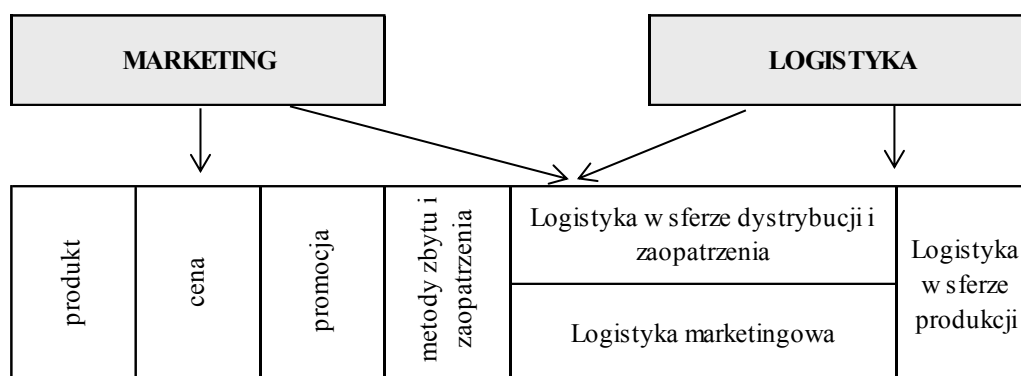 MARKETING
LOGISTYKA
produkt
cena
promocja
metody zbytu i
zaopatrzenia
Logistyka w sferze dystrybucji i
zaopatrzenia
Logistyka marketingowa
Logistyka
w sferze
produkcji